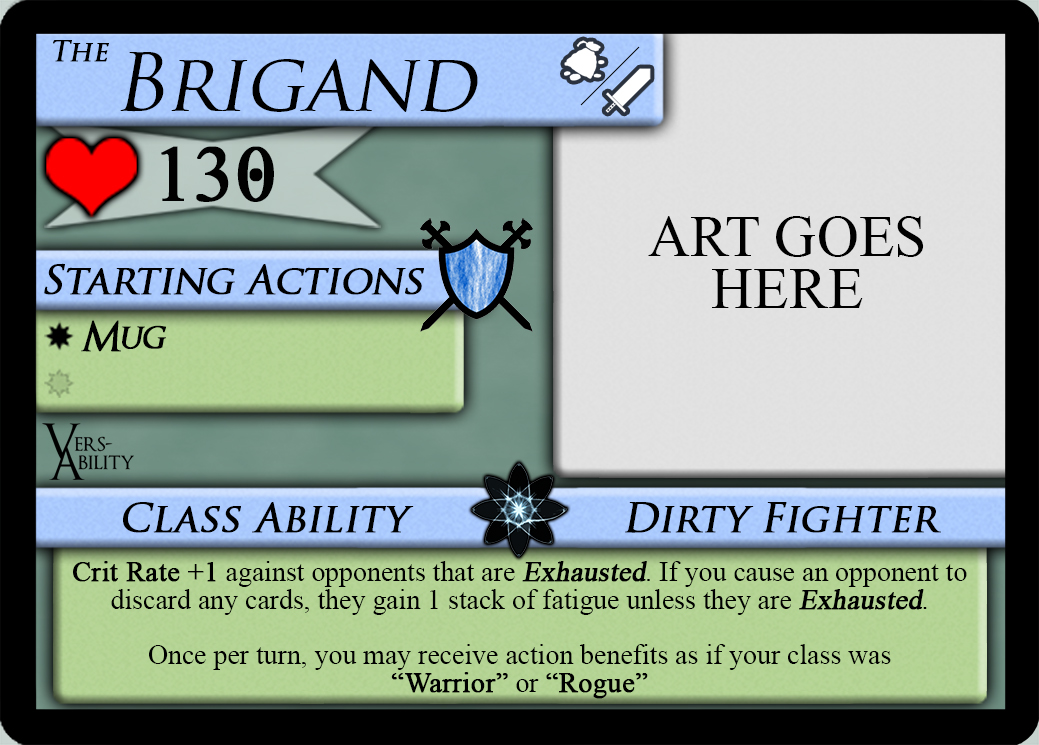 The
Brigand
130
Starting Actions
Mug
Vers-
Ability
ART GOES
HERE
Class Ability
Dirty Fighter
Crit Rate +1 against opponents that are Exhausted. If you cause an opponent to
discard any cards, they gain 1 stack of fatigue unless they are Exhausted.
Once per turn, you may receive action benefits as if your class was
“Warrior” or “Rogue”